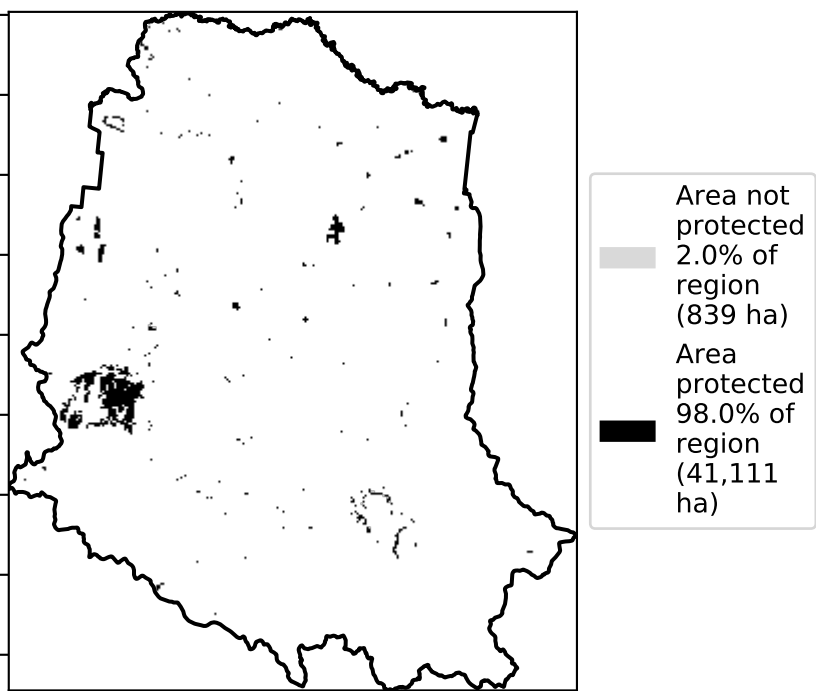 Area not
protected
2.0% of
region
(839 ha)
Area
protected
98.0% of
region
(41,111
ha)